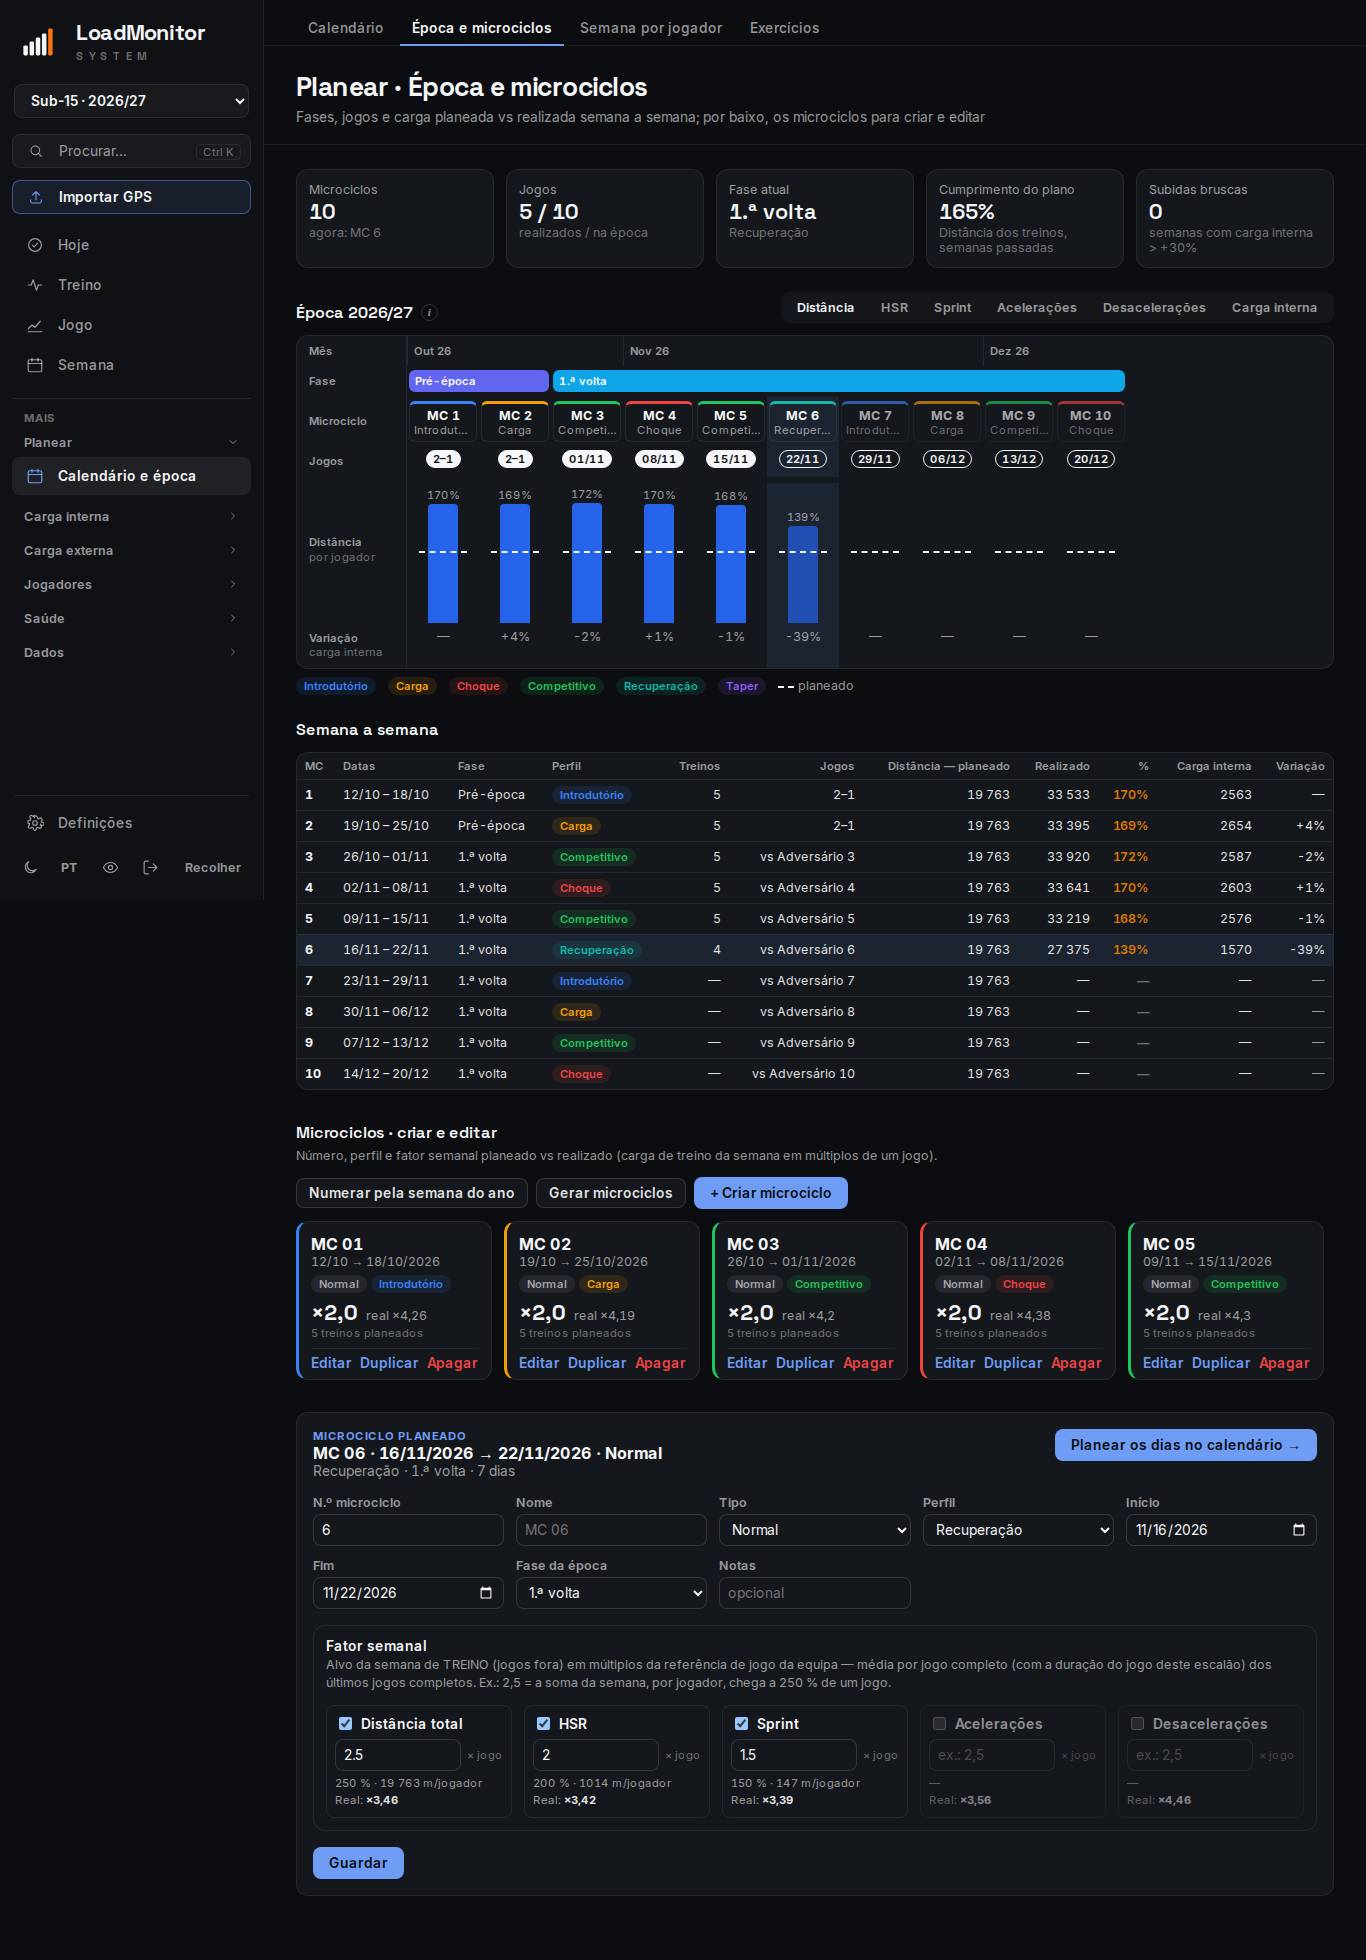 LoadMonitor
SYSTEM
Sub-15 · 2026/27
Procurar... Ctrl K
Importar GPS
Hoje
Treino
Jogo
Semana
MAIS
Planear
Calendário e época
Carga interna
Carga externa
Jogadores
Saúde
Dados
Definições
PT Recolher
Calendário Época e microciclos Semana por jogador Exercícios
Planear · Época e microciclos
Fases, jogos e carga planeada vs realizada semana a semana; por baixo, os microciclos para criar e editar
Microciclos
10
agora: MC 6
Jogos
5 / 10
realizados / na época
Fase atual
1.ª volta
Recuperação
Cumprimento do plano
165%
Distância dos treinos,
semanas passadas
Subidas bruscas
0
semanas com carga interna
> +30%
Época 2026/27 i
Distância HSR Sprint Acelerações Desacelerações Carga interna
Mês Out 26 Nov 26 Dez 26
Fase Pré-época 1.ª volta
Microciclo MC 1 MC 2 MC 3 MC 4 MC 5 MC 6 MC 7 MC 8 MC 9 MC 10
Introdut... Carga Competi... Choque Competi... Recuper... Introdut... Carga Competi... Choque
Jogos 2–1 2–1 01/11 08/11 15/11 22/11 29/11 06/12 13/12 20/12
170% 169% 172% 170% 168% 139%
Distância
por jogador
Variação — +4% -2% +1% -1% -39% — — — —
carga interna
Introdutório Carga Choque Competitivo Recuperação Taper planeado
Semana a semana
MC Datas Fase Perfil Treinos Jogos Distância — planeado Realizado % Carga interna Variação
1 12/10 – 18/10 Pré-época Introdutório 5 2–1 19 763 33 533 170% 2563 —
2 19/10 – 25/10 Pré-época Carga 5 2–1 19 763 33 395 169% 2654 +4%
3 26/10 – 01/11 1.ª volta Competitivo 5 vs Adversário 3 19 763 33 920 172% 2587 -2%
4 02/11 – 08/11 1.ª volta Choque 5 vs Adversário 4 19 763 33 641 170% 2603 +1%
5 09/11 – 15/11 1.ª volta Competitivo 5 vs Adversário 5 19 763 33 219 168% 2576 -1%
6 16/11 – 22/11 1.ª volta Recuperação 4 vs Adversário 6 19 763 27 375 139% 1570 -39%
7 23/11 – 29/11 1.ª volta Introdutório — vs Adversário 7 19 763 — — — —
8 30/11 – 06/12 1.ª volta Carga — vs Adversário 8 19 763 — — — —
9 07/12 – 13/12 1.ª volta Competitivo — vs Adversário 9 19 763 — — — —
10 14/12 – 20/12 1.ª volta Choque — vs Adversário 10 19 763 — — — —
Microciclos · criar e editar
Número, perfil e fator semanal planeado vs realizado (carga de treino da semana em múltiplos de um jogo).
Numerar pela semana do ano Gerar microciclos + Criar microciclo
MC 01
12/10 → 18/10/2026
Normal Introdutório
×2,0 real ×4,26
5 treinos planeados
Editar Duplicar Apagar
MC 02
19/10 → 25/10/2026
Normal Carga
×2,0 real ×4,19
5 treinos planeados
Editar Duplicar Apagar
MC 03
26/10 → 01/11/2026
Normal Competitivo
×2,0 real ×4,2
5 treinos planeados
Editar Duplicar Apagar
MC 04
02/11 → 08/11/2026
Normal Choque
×2,0 real ×4,38
5 treinos planeados
Editar Duplicar Apagar
MC 05
09/11 → 15/11/2026
Normal Competitivo
×2,0 real ×4,3
5 treinos planeados
Editar Duplicar Apagar
MICROCICLO PLANEADO
MC 06 · 16/11/2026 → 22/11/2026 · Normal
Recuperação · 1.ª volta · 7 dias
Planear os dias no calendário →
N.º microciclo Nome Tipo Perfil Início
6 MC 06 Normal Recuperação 11/16/2026
Fim Fase da época Notas
11/22/2026 1.ª volta opcional
Fator semanal
Alvo da semana de TREINO (jogos fora) em múltiplos da referência de jogo da equipa — média por jogo completo (com a duração do jogo deste escalão) dos
últimos jogos completos. Ex.: 2,5 = a soma da semana, por jogador, chega a 250 % de um jogo.
Distância total
2.5 × jogo
250 % · 19 763 m/jogador
Real: ×3,46
HSR
2 × jogo
200 % · 1014 m/jogador
Real: ×3,42
Sprint
1.5 × jogo
150 % · 147 m/jogador
Real: ×3,39
Acelerações
ex.: 2,5 × jogo
—
Real: ×3,56
Desacelerações
ex.: 2,5 × jogo
—
Real: ×4,46
Guardar